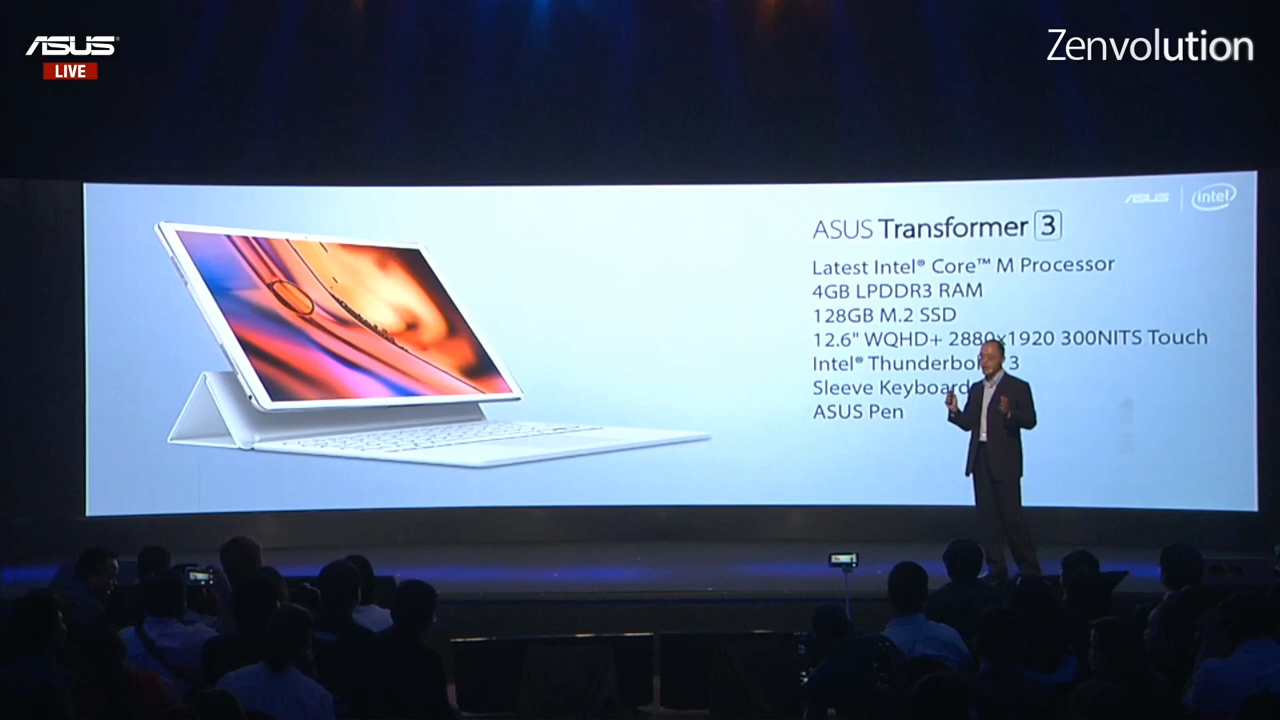 ASUS
LIVE
Zenvolution
ASUS
intel
ASUS Transformer 3
Latest Intel® Core™ M Processor
4GB LPDDR3 RAM
128GB M.2 SSD
12.6" WQHD+ 2880x1920 300NITS Touch
Intel® Thunderbolt 3
Sleeve Keyboard
ASUS Pen